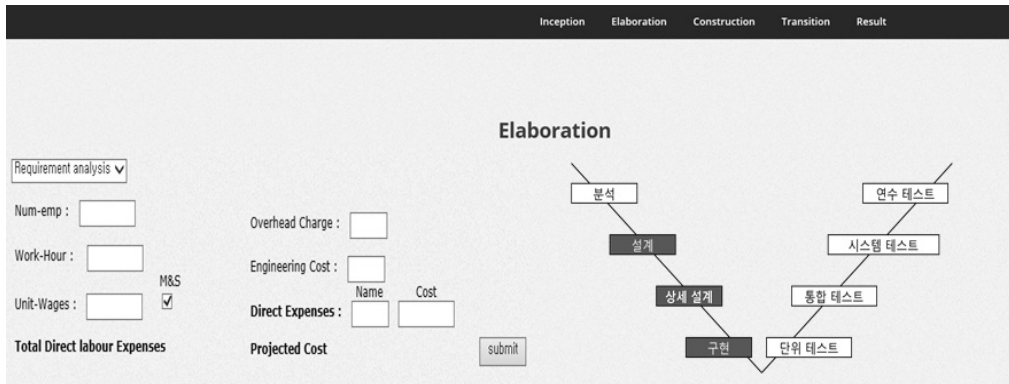 Inception Elaboration Construction Transition Result
Elaboration
Requirement analysis
Num-emp :
Work-Hour :
M&S
Unit-Wages :
Total Direct labour Expenses
Overhead Charge :
Engineering Cost :
Name Cost
Direct Expenses :
Projected Cost
submit
분석
설계
상세 설계
구현
연수 테스트
시스템 테스트
통합 테스트
단위 테스트